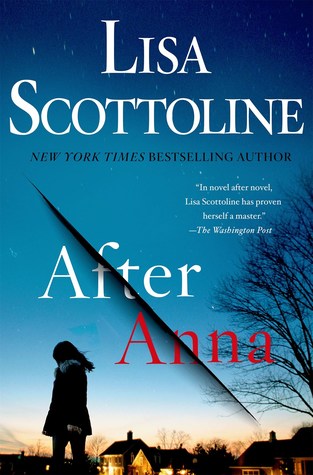 LISA
SCOTTOLINE
NEW YORK TIMES BESTSELLING AUTHOR
“In novel after novel,
Lisa Scottoline has proven
herself a master.”
—The Washington Post
After
Anna